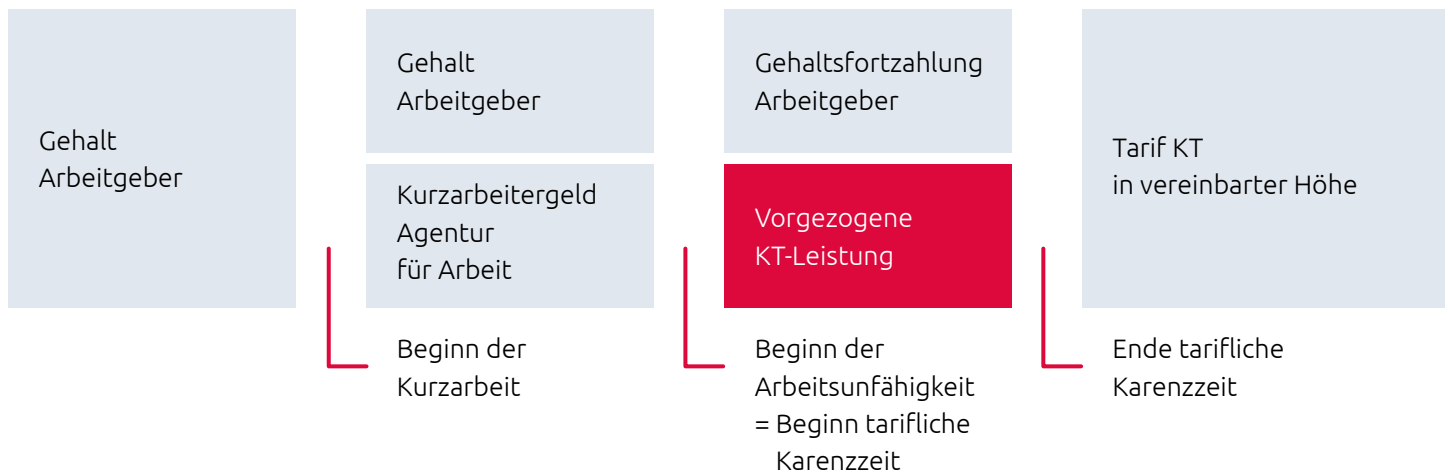 Gehalt
Arbeitgeber
Gehalt
Arbeitgeber
Kurzarbeitergeld
Agentur
für Arbeit
Gehaltsfortzahlung
Arbeitgeber
Vorgezogene
KT-Leistung
Tarif KT
in vereinbarter Höhe
Beginn der
Kurzarbeit
Beginn der
Arbeitsunfähigkeit
= Beginn tarifliche
Karenzzeit
Ende tarifliche
Karenzzeit